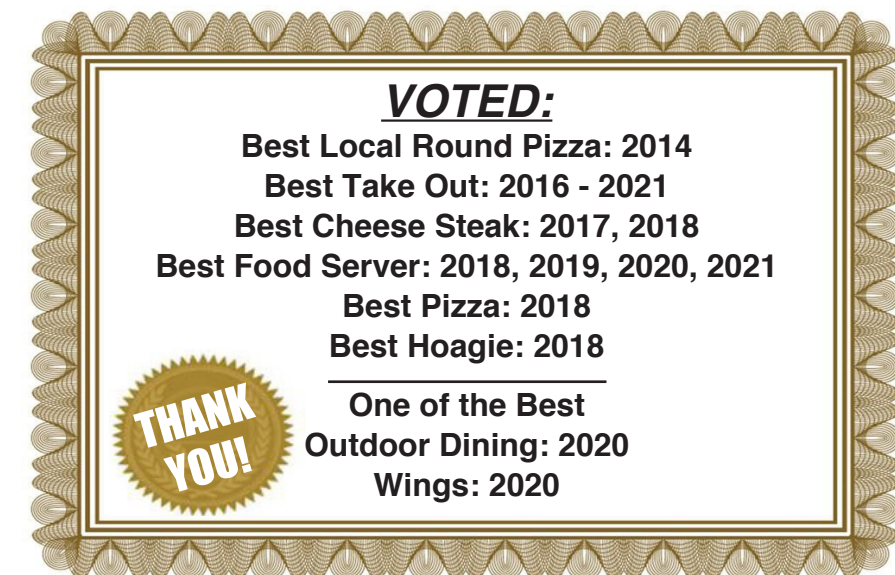 VOTED:
Best Local Round Pizza: 2014
Best Take Out: 2016 - 2021
Best Cheese Steak: 2017, 2018
Best Food Server: 2018, 2019, 2020, 2021
Best Pizza: 2018
Best Hoagie: 2018
One of the Best
Outdoor Dining: 2020
Wings: 2020
THANK
YOU!